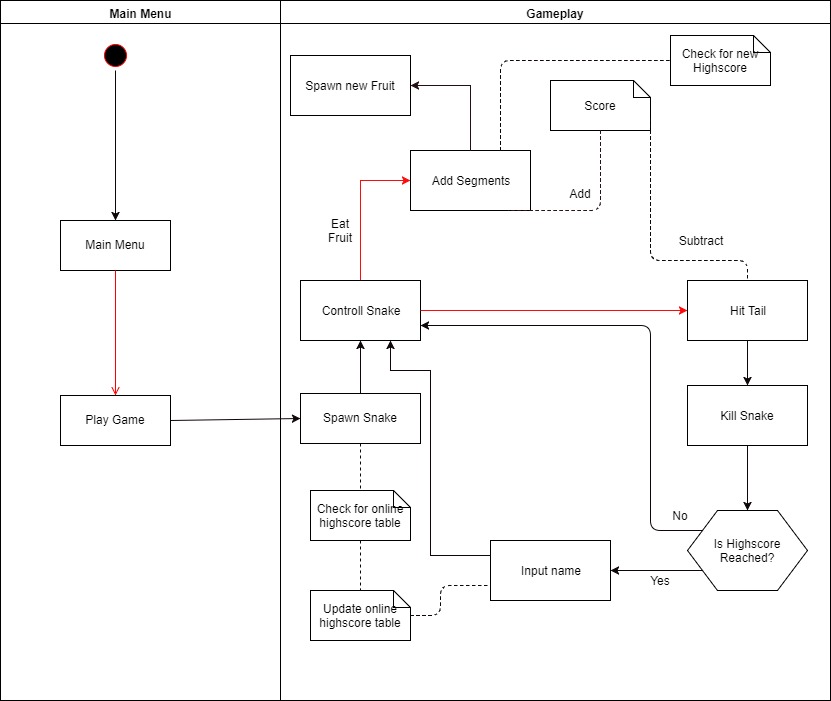 Main Menu
Gameplay
Check for new
Highscore
Spawn new Fruit
Score
Add Segments
Add
Eat
Fruit
Subtract
Main Menu
Controll Snake
Hit Tail
Play Game
Spawn Snake
Kill Snake
Check for online
highscore table
No
Is Highscore
Reached?
Input name
Yes
Update online
highscore table